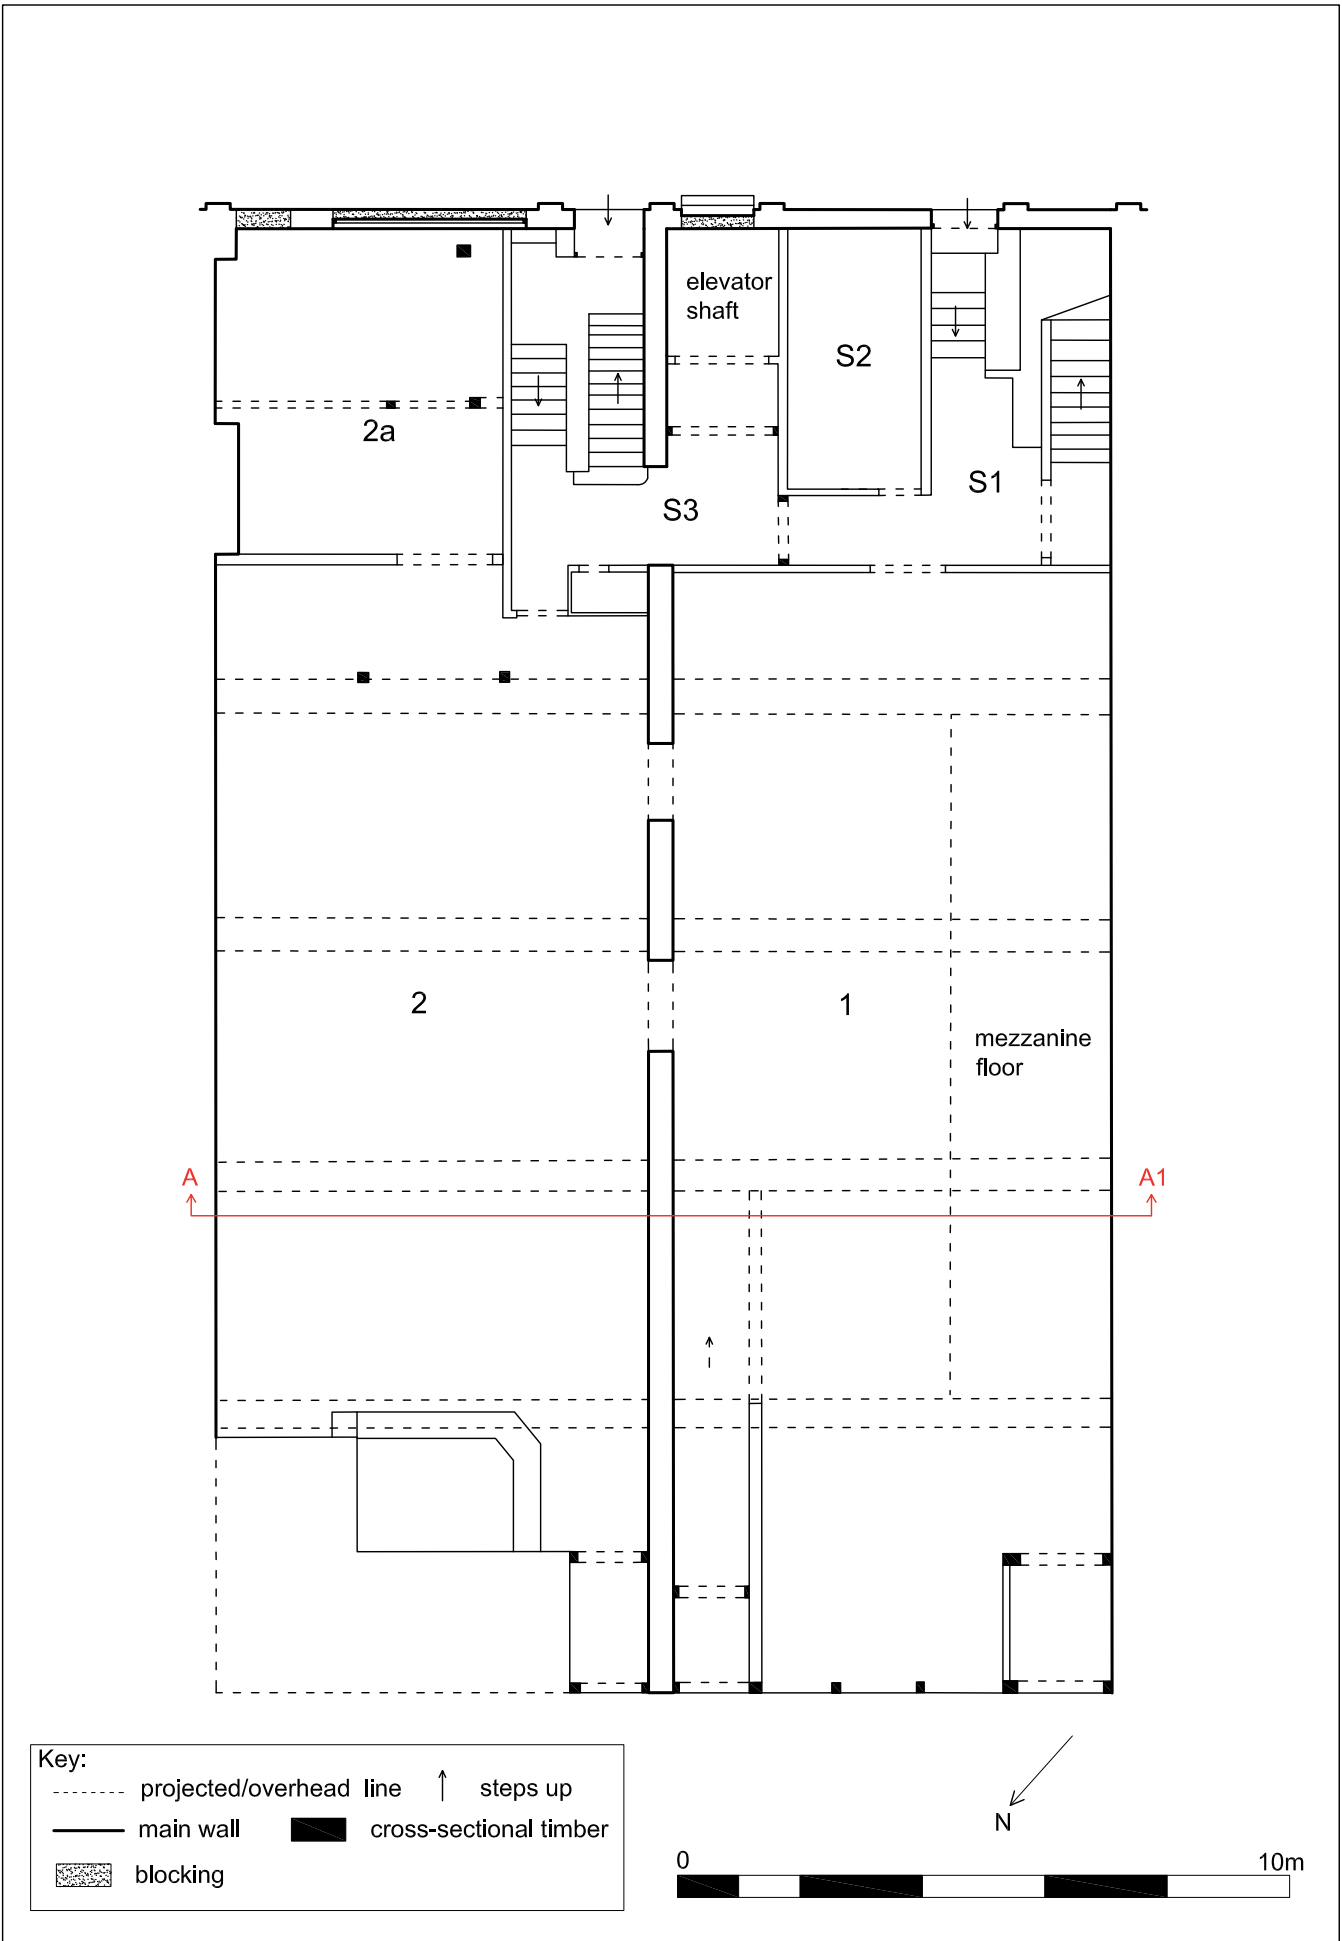 elevator
shaft
S2
2a
S1
S3
2
1
mezzanine
floor
A
A1
Key:
projected/overhead line
steps up
main wall
cross-sectional timber
blocking
N
0
10m